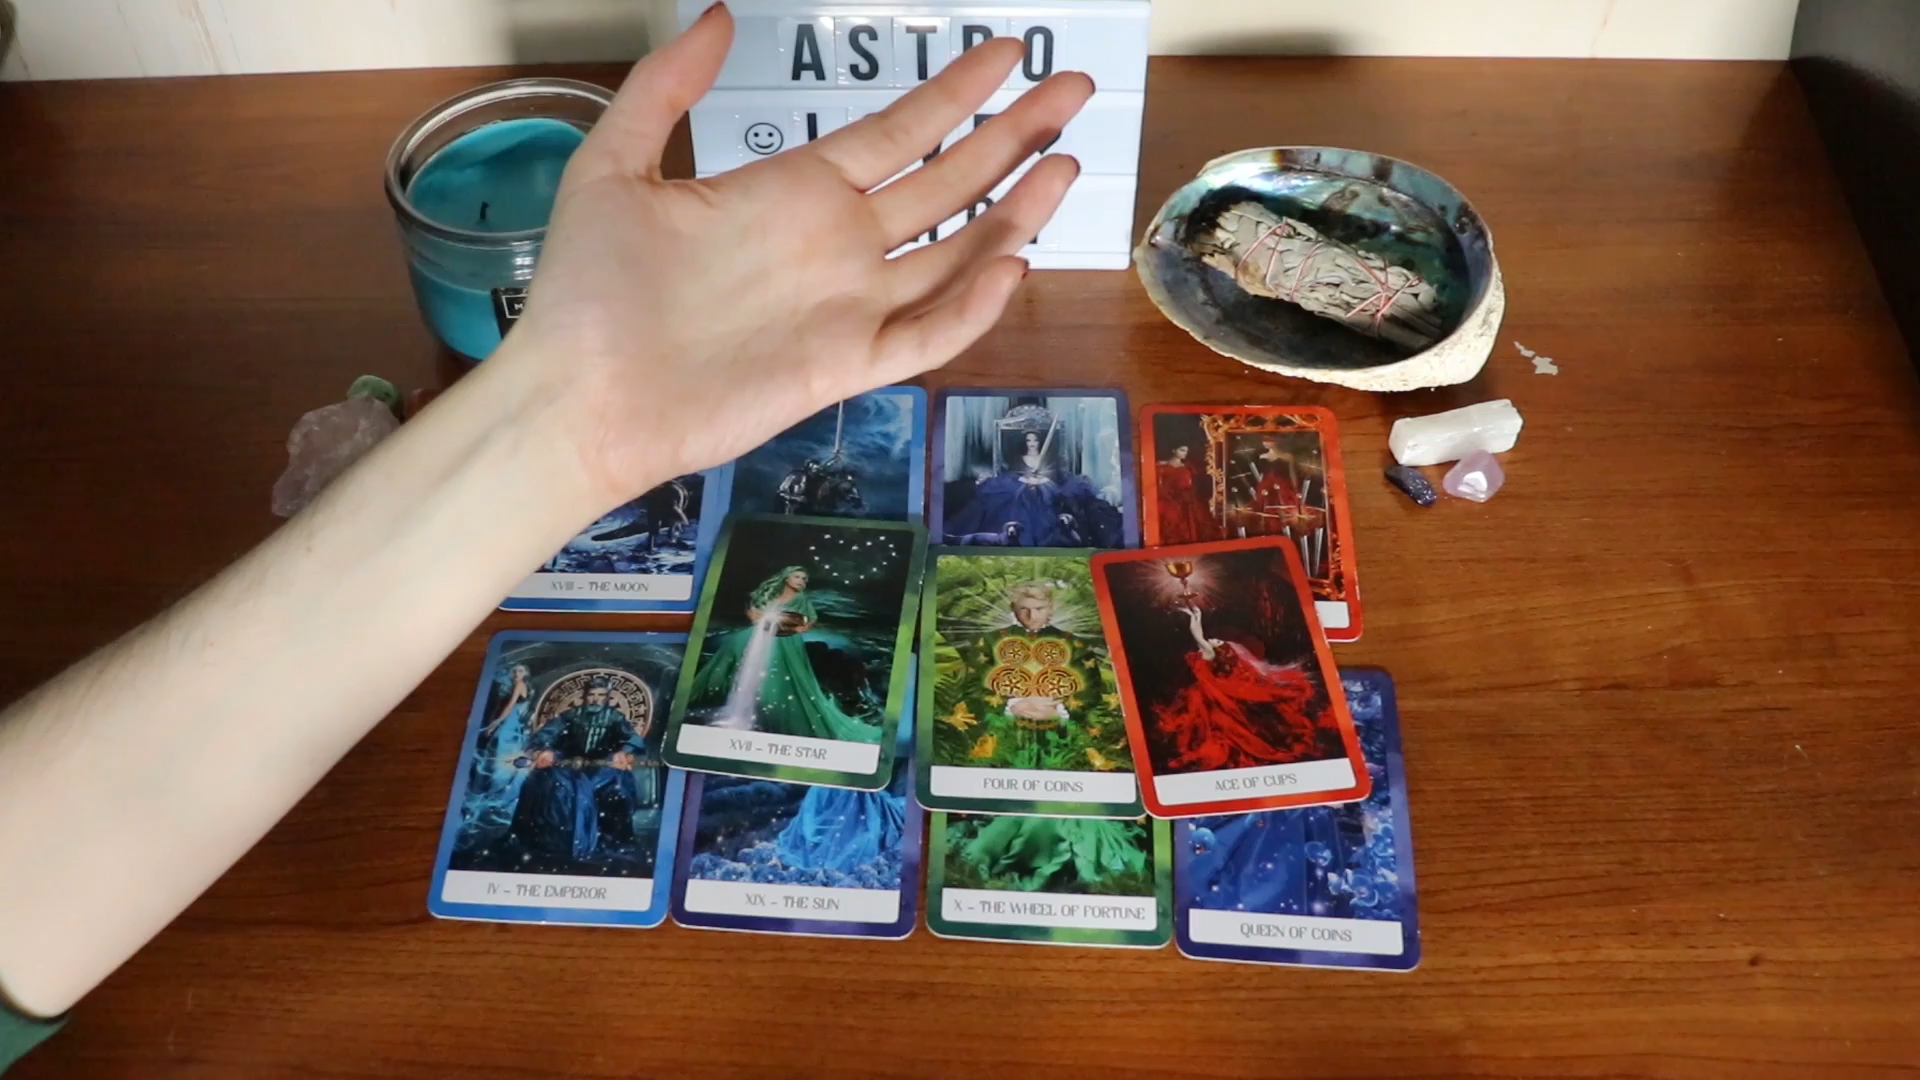 ASTRO
XVIII - THE MOON
XVII - THE STAR
FOUR OF COINS
ACE OF CUPS
IV - THE EMPEROR
XIX - THE SUN
X - THE WHEEL OF FORTUNE
QUEEN OF COINS